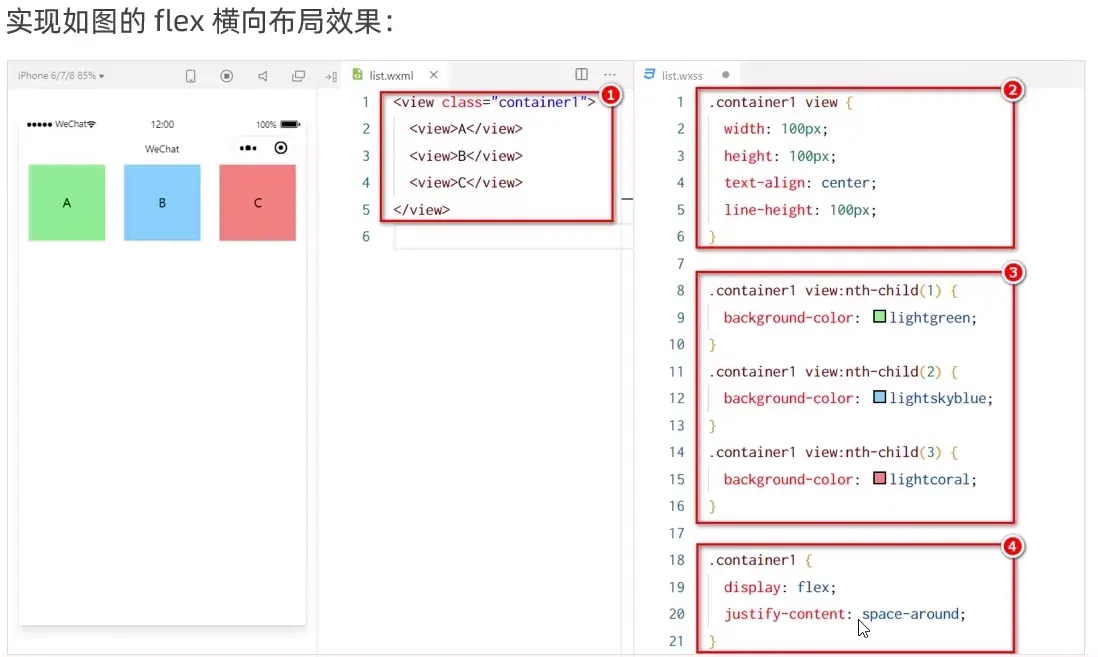 实现如图的 flex 横向布局效果：
iPhone 6/7/8 85%
list.wxml
list.wxss
WeChat
12:00
100%
WeChat
A
B
C
1
1 <view class="container1">
2 <view>A</view>
3 <view>B</view>
4 <view>C</view>
5 </view>
6
2
1 .container1 view {
2 width: 100px;
3 height: 100px;
4 text-align: center;
5 line-height: 100px;
6 }
7
3
8 .container1 view:nth-child(1) {
9 background-color: lightgreen;
10 }
11 .container1 view:nth-child(2) {
12 background-color: lightskyblue;
13 }
14 .container1 view:nth-child(3) {
15 background-color: lightcoral;
16 }
17
4
18 .container1 {
19 display: flex;
20 justify-content: space-around;
21 }